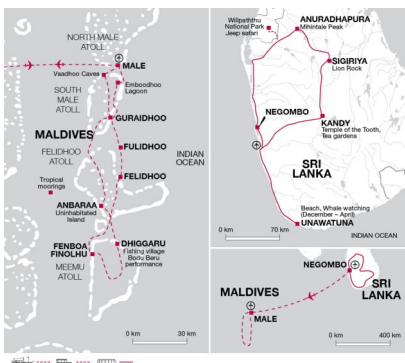 NORTH MALE
ATOLL
MALE
Vaadhoo Caves
Emboodhoo
Lagoon
SOUTH
MALE
ATOLL
GURAIDHOO
MALDIVES
FELIDHOO
ATOLL
FULIDHOO
INDIAN
OCEAN
FELIDHOO
Tropical
moorings
ANBARAA
Uninhabitated
Island
FENBOA
FINOLHU
DHIGGARU
Fishing village
Bodu Beru
performance
MEEMU
ATOLL
0 km
30 km
Wilipaththu
National Park
Jeep safari
ANURADHAPURA
Mihintale Peak
SIGIRIYA
Lion Rock
NEGOMBO
KANDY
Temple of the Tooth,
Tea gardens
SRI
LANKA
Beach, Whale watching
(December – April)
UNAWATUNA
INDIAN OCEAN
0 km
70 km
NEGOMBO
SRI
LANKA
MALDIVES
MALE
0 km
400 km